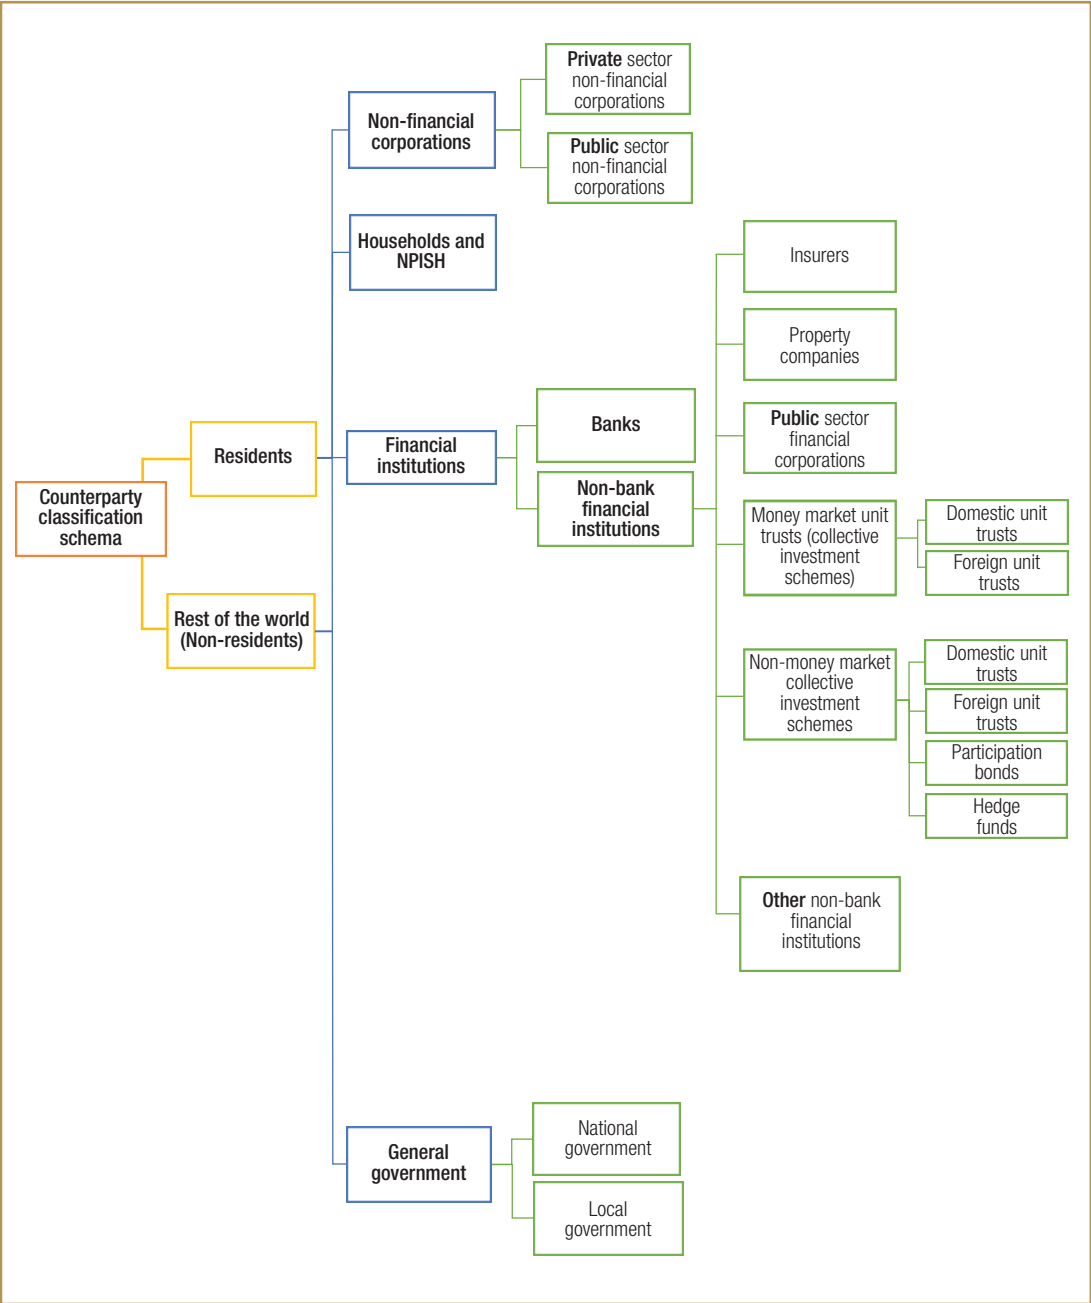 Counterparty
classification
schema
Residents
Rest of the world
(Non-residents)
Non-financial
corporations
Private sector
non-financial
corporations
Public sector
non-financial
corporations
Households and
NPISH
Financial
institutions
Banks
Non-bank
financial
institutions
Insurers
Property
companies
Public sector
financial
corporations
Money market unit
trusts (collective
investment
schemes)
Domestic unit
trusts
Foreign unit
trusts
Non-money market
collective
investment
schemes
Domestic unit
trusts
Foreign unit
trusts
Participation
bonds
Hedge
funds
Other non-bank
financial
institutions
General
government
National
government
Local
government